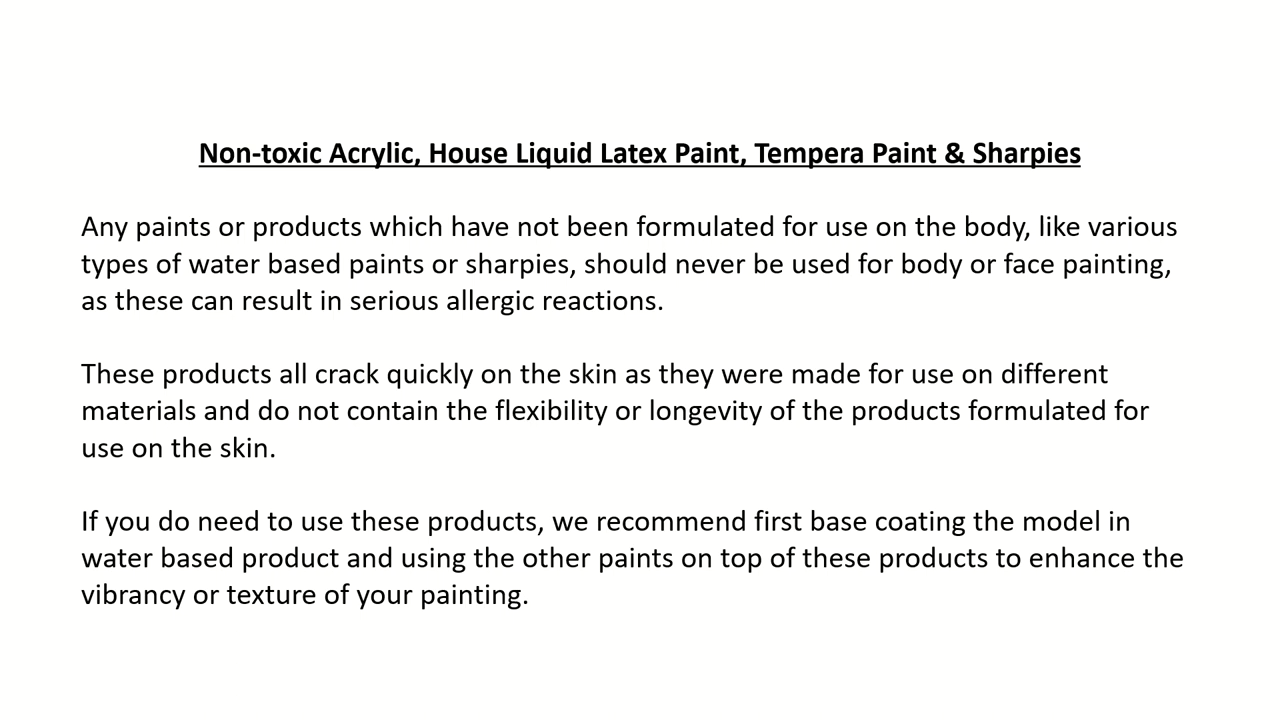 Non-toxic Acrylic, House Liquid Latex Paint, Tempera Paint & Sharpies
Any paints or products which have not been formulated for use on the body, like various
types of water based paints or sharpies, should never be used for body or face painting,
as these can result in serious allergic reactions.
These products all crack quickly on the skin as they were made for use on different
materials and do not contain the flexibility or longevity of the products formulated for
use on the skin.
If you do need to use these products, we recommend first base coating the model in
water based product and using the other paints on top of these products to enhance the
vibrancy or texture of your painting.